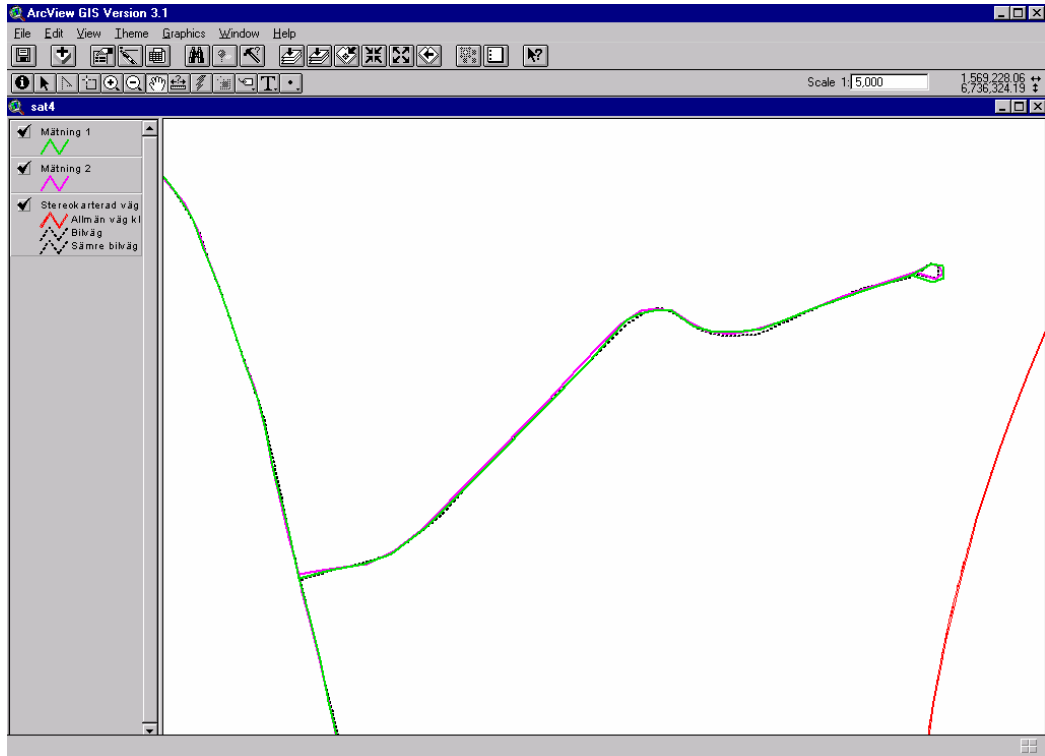 ArcView GIS Version 3.1
File Edit View Theme Graphics Window Help
Scale 1: 5,000
1,569,228.06
6,736,324.19
sat4
Mätning 1
Mätning 2
Stereokarterad väg
Allmän väg kl
Bilväg
Sämre bilväg